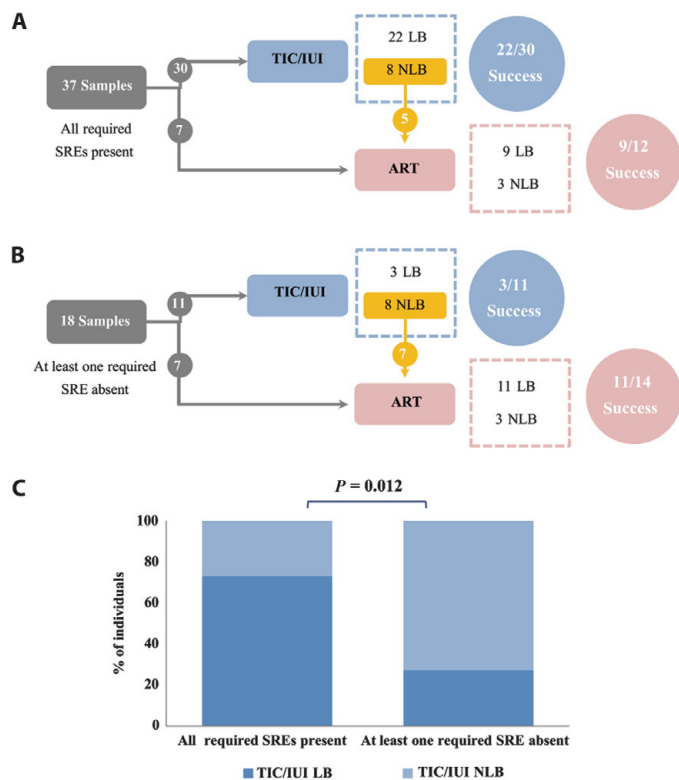 A
37 Samples
All required
SREs present
30
7
TIC/IUI
22 LB
8 NLB
5
ART
22/30
Success
9 LB
3 NLB
9/12
Success
B
18 Samples
At least one required
SRE absent
11
7
TIC/IUI
3 LB
8 NLB
7
ART
3/11
Success
11 LB
3 NLB
11/14
Success
C
P = 0.012
% of individuals
100
80
60
40
20
0
All required SREs present
At least one required SRE absent
TIC/IUI LB
TIC/IUI NLB